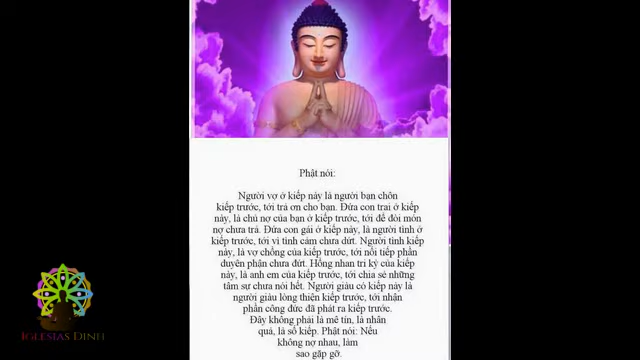 Phật nói:
Người vợ ở kiếp này là người bạn chôn
kiếp trước, tới trả ơn cho bạn. Đứa con trai ở kiếp
này, là chủ nợ của bạn ở kiếp trước, tới để đòi món
nợ chưa trả. Đứa con gái ở kiếp này, là người tình ở
kiếp trước, tới vì tình cảm chưa dứt. Người tình kiếp
này, là vợ chồng của kiếp trước, tới nối tiếp phần
duyên phận chưa đứt. Hồng nhan tri kỷ của kiếp
này, là anh em của kiếp trước, tới chia sẻ những
tâm sự chưa nói hết. Người giàu có kiếp này là
người giàu lòng thiện kiếp trước, tới nhận
phần công đức đã phát ra kiếp trước.
Đây không phải là mê tín, là nhân
quả, là số kiếp. Phật nói: Nếu
không nợ nhau, làm
sao gặp gỡ.
IGLESIAS DINH